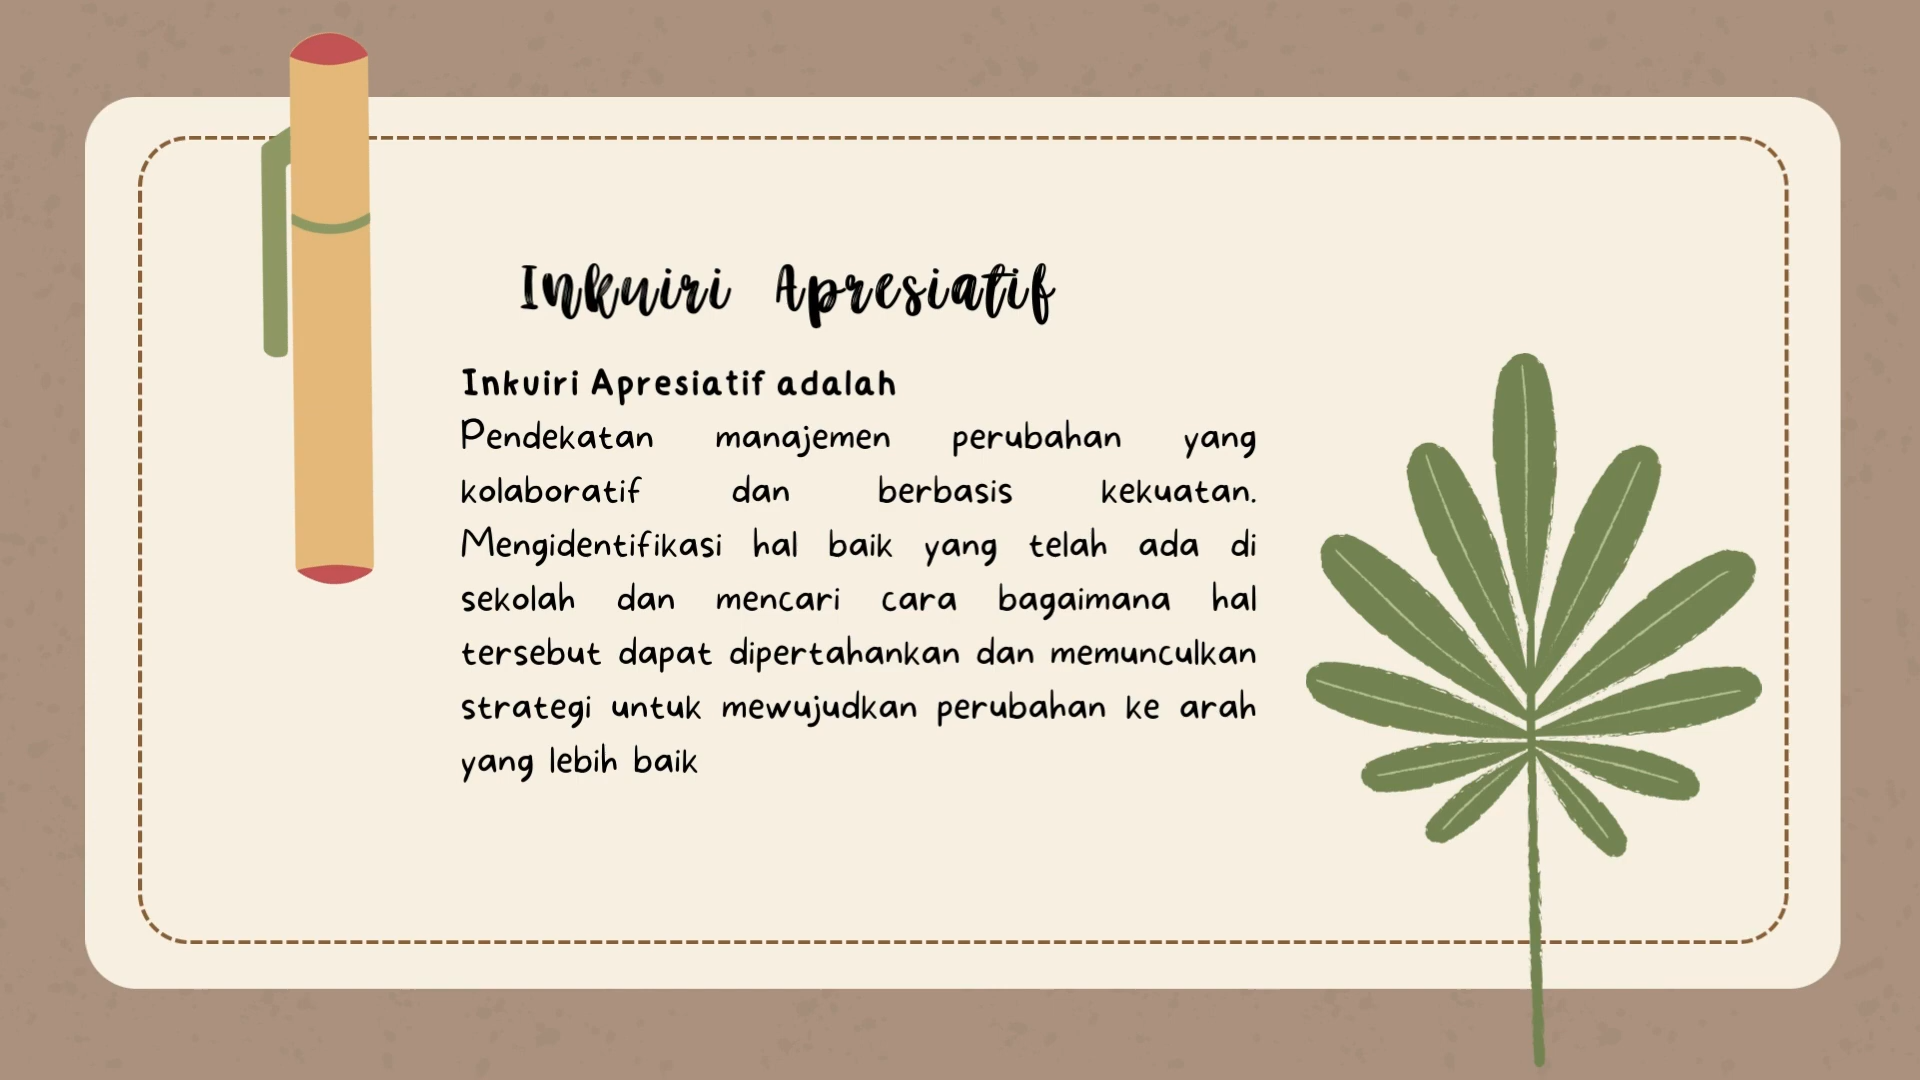 Inkuiri Apresiatif
Inkuiri Apresiatif adalah
Pendekatan manajemen perubahan yang
kolaboratif dan berbasis kekuatan.
Mengidentifikasi hal baik yang telah ada di
sekolah dan mencari cara bagaimana hal
tersebut dapat dipertahankan dan memunculkan
strategi untuk mewujudkan perubahan ke arah
yang lebih baik